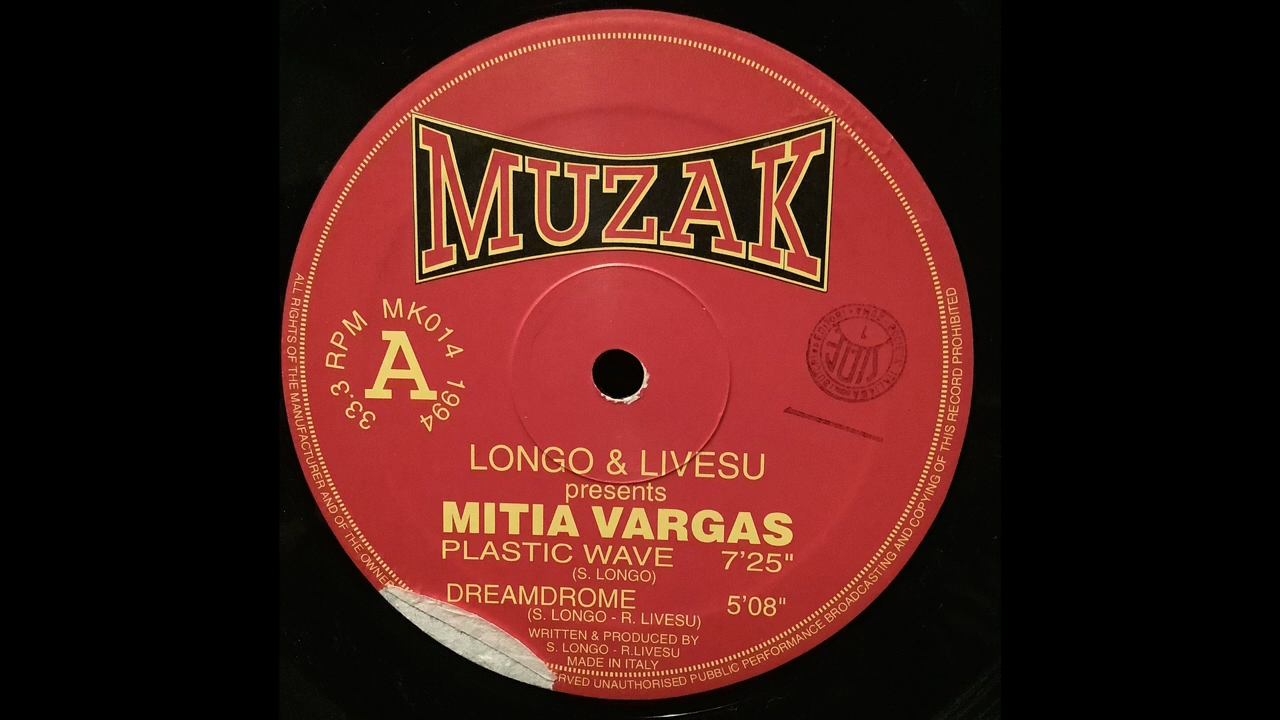 MUZAK
33.3 RPM MK014 1994
A
LONGO & LIVESU
presents
MITIA VARGAS
PLASTIC WAVE 7'25"
(S. LONGO)
DREAMDROME 5'08"
(S. LONGO - R. LIVESU)
WRITTEN & PRODUCED BY
S. LONGO - R.LIVESU
MADE IN ITALY
ALL RIGHTS OF THE MANUFACTURER AND OF THE OWNER
RVED UNAUTHORISED PUBBLIC PERFORMANCE BROADCASTING AND COPYING OF THIS RECORD PROHIBITED